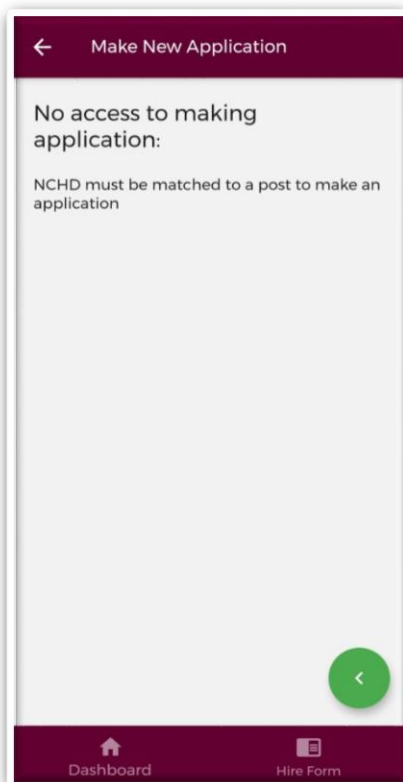 Make New Application
No access to making
application:
NCHD must be matched to a post to make an
application
Dashboard
Hire Form